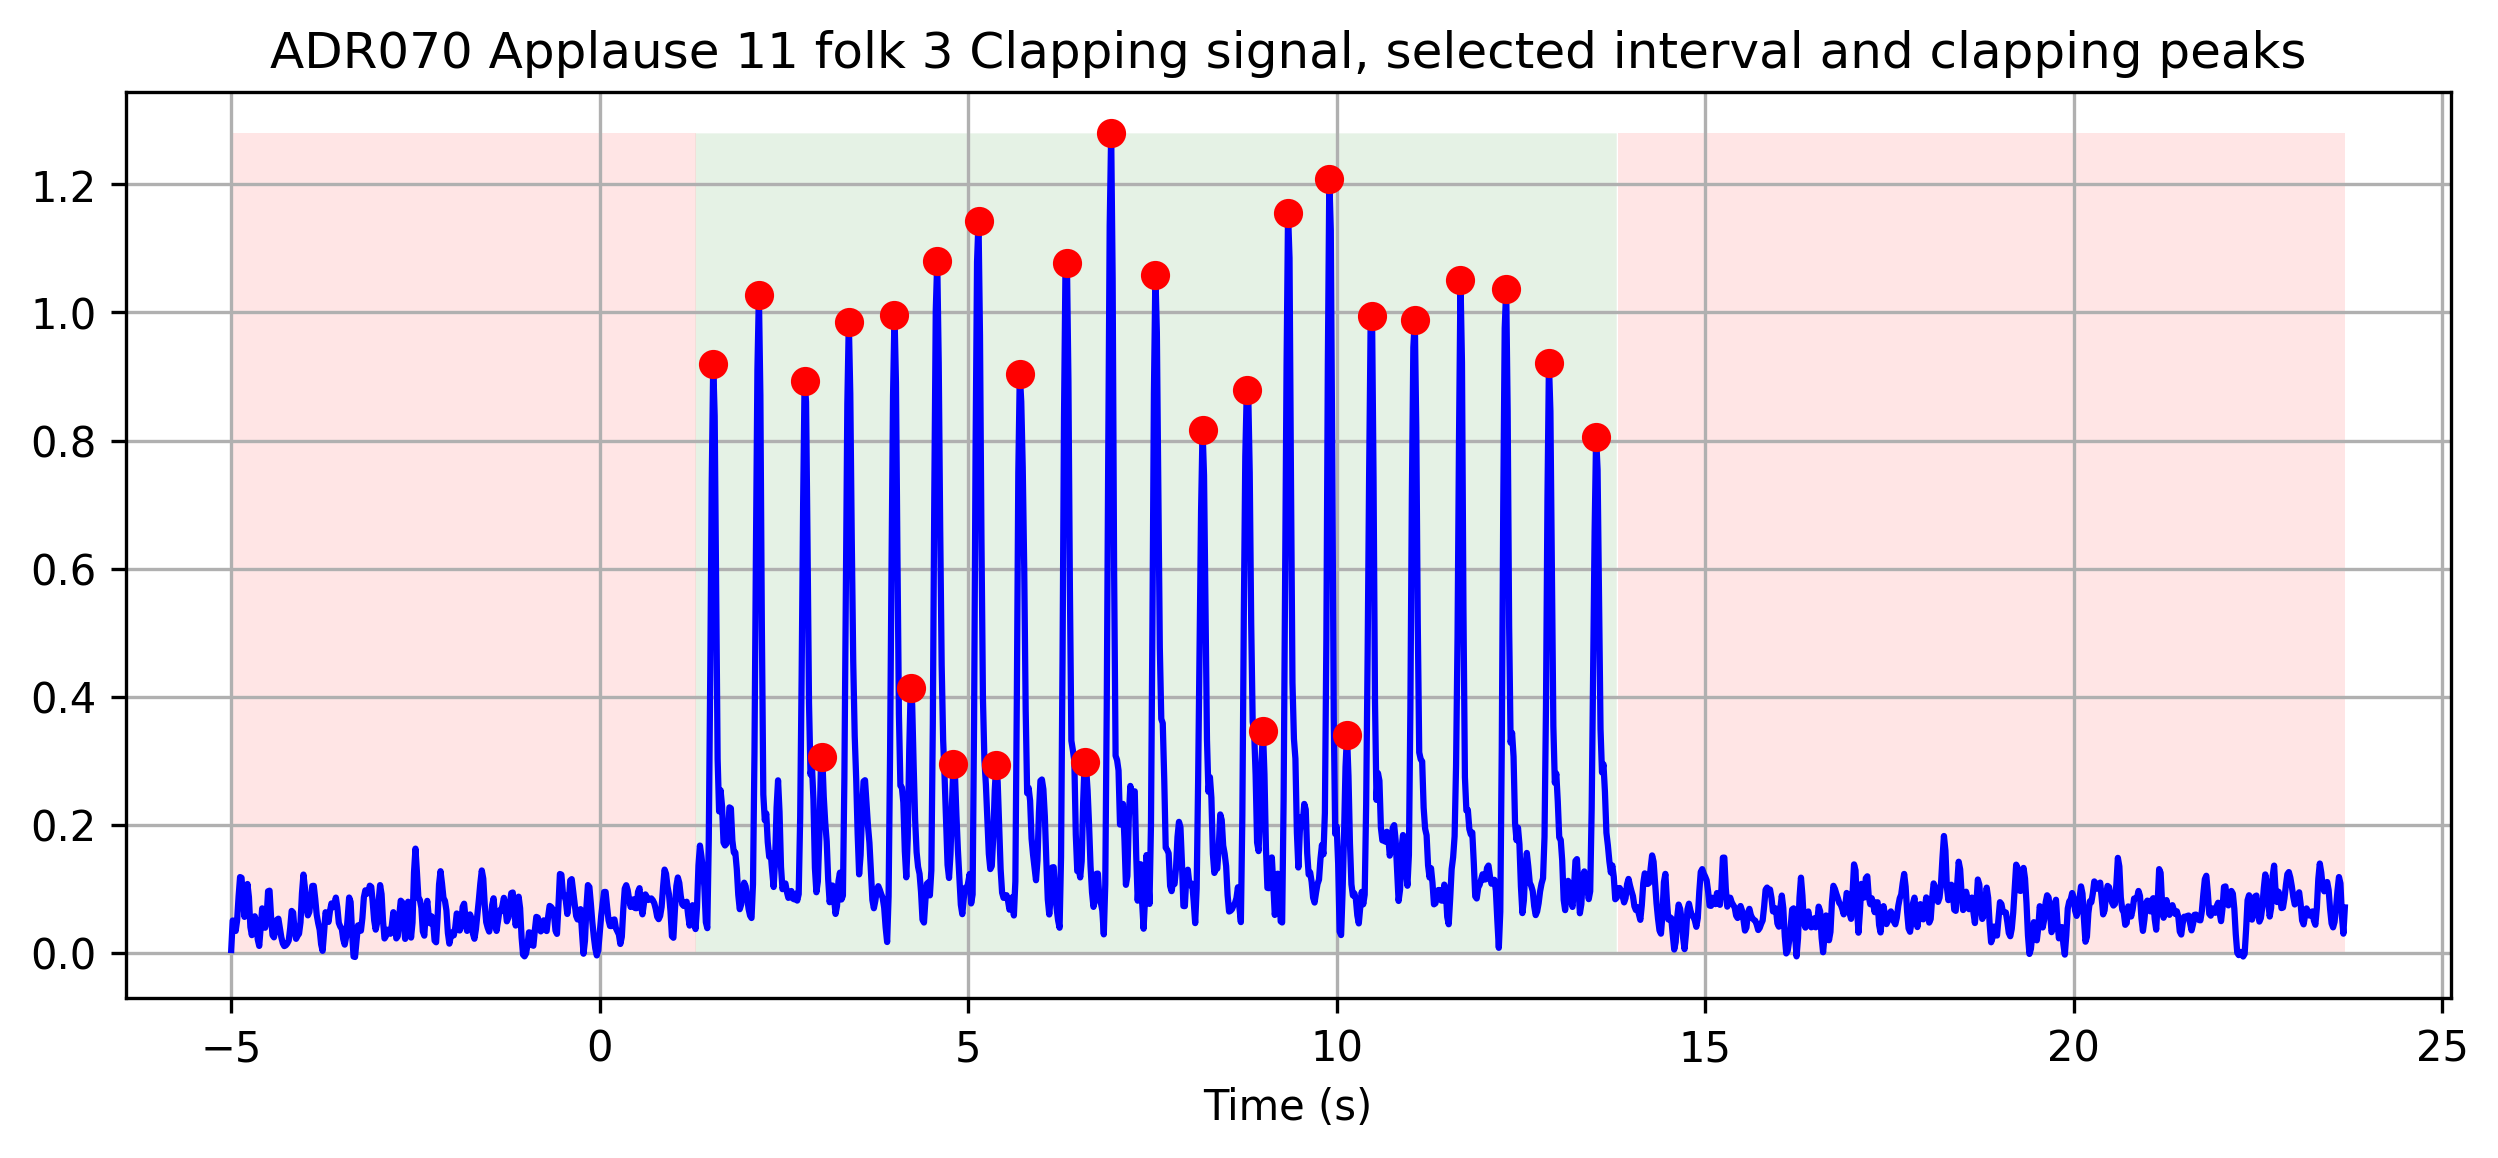 ADR070 Applause 11 folk 3 Clapping signal, selected interval and clapping peaks
1.2
1.0
0.8
0.6
0.4
0.2
0.0
−5 0 5 10 15 20 25
Time (s)